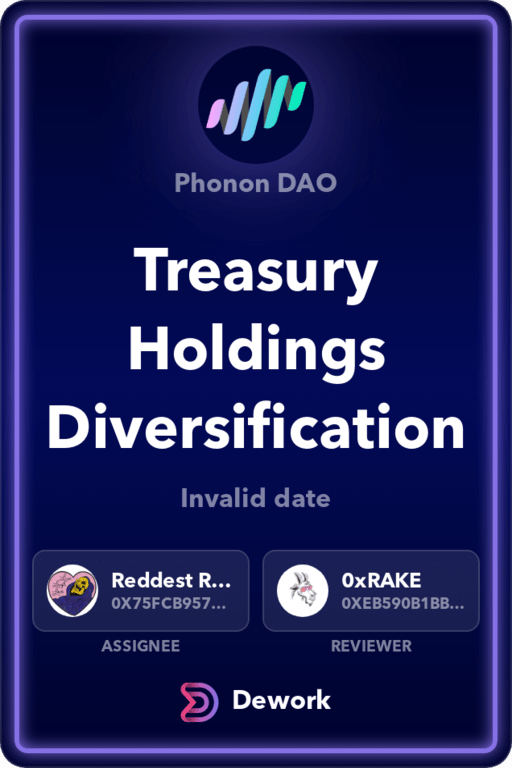 Phonon DAO
Treasury
Holdings
Diversification
Invalid date
Reddest R...
0X75FCB957...
ASSIGNEE
0xRAKE
0XEB590B1BB...
REVIEWER
Dework